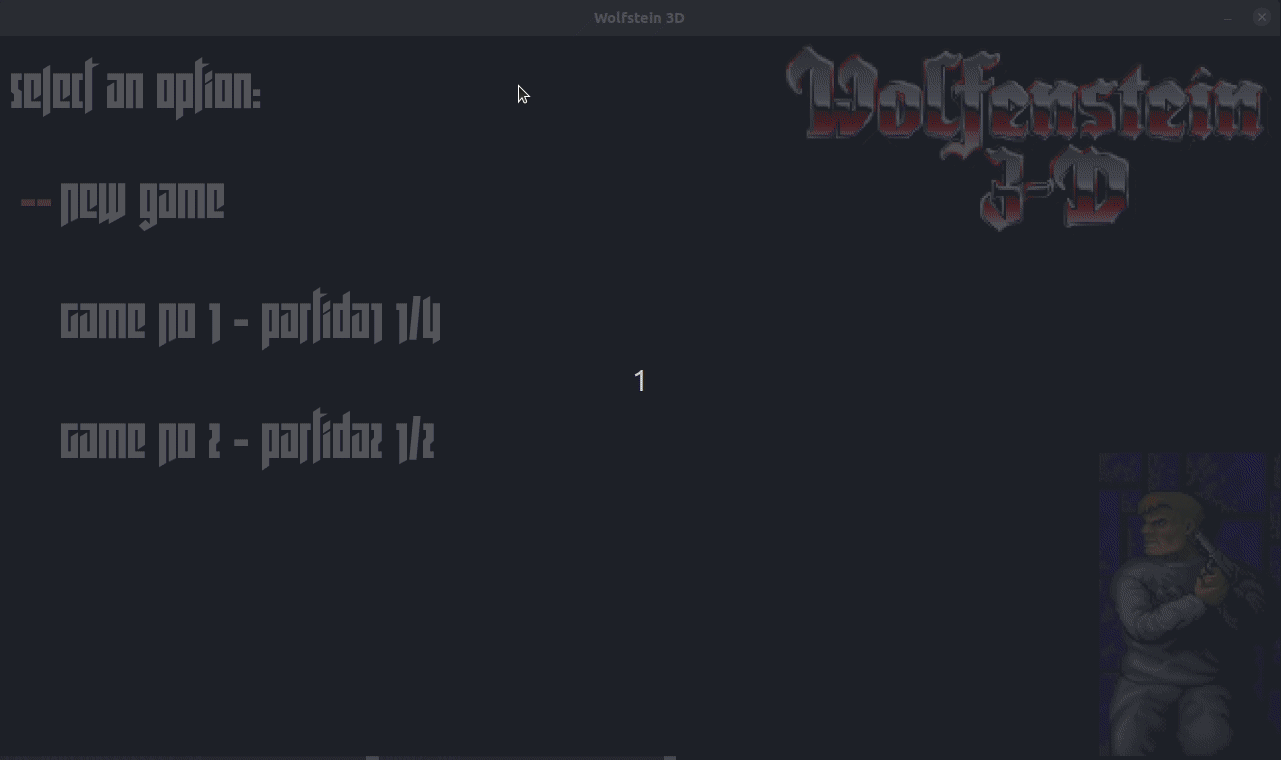 Wolfstein 3D
select an option:
Wolfenstein
3-D
-- new game
Game no 1 - partida1 1/4
1
Game no 2 - partida2 1/2